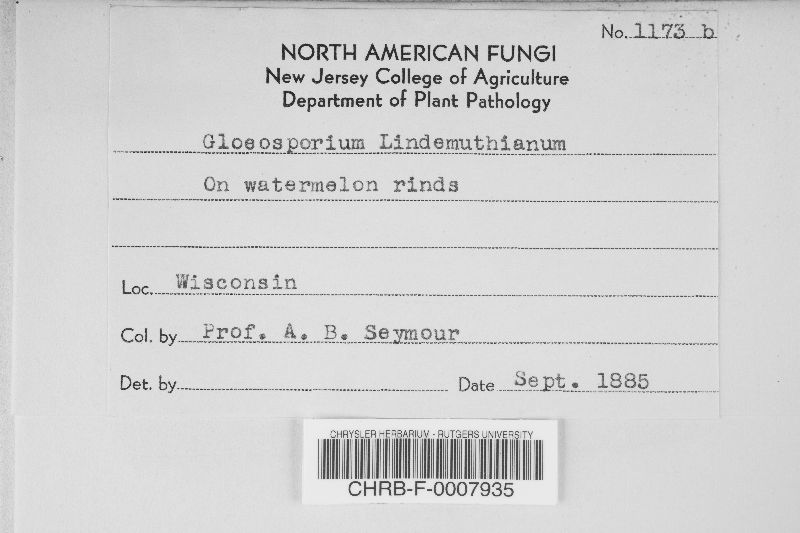 No. 1173 b
NORTH AMERICAN FUNGI
New Jersey College of Agriculture
Department of Plant Pathology
Gloeosporium Lindemuthianum
On watermelon rinds
Loc. Wisconsin
Col. by Prof. A. B. Seymour
Det. by Date Sept. 1885
CHRYSLER HERBARIUM - RUTGERS UNIVERSITY
CHRB-F-0007935